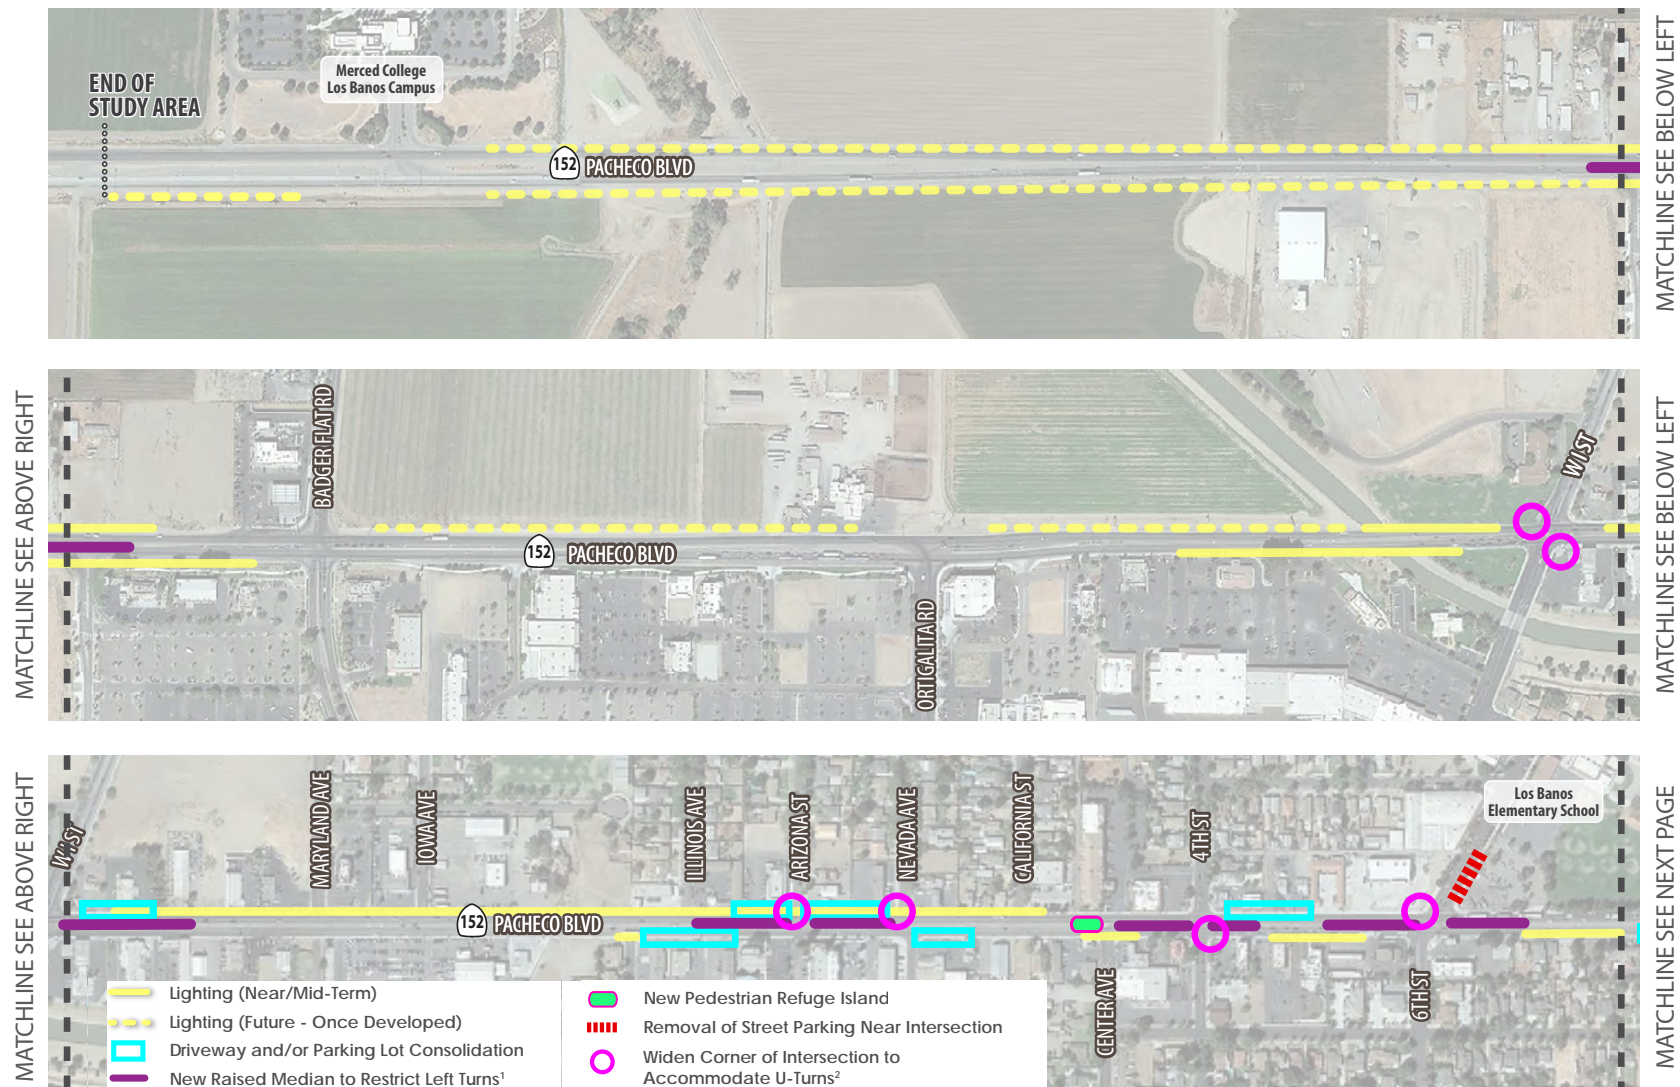 END OF
STUDY AREA
Merced College
Los Banos Campus
152 PACHECO BLVD
MATCHLINE SEE BELOW LEFT
MATCHLINE SEE ABOVE RIGHT
BADGER FLAT RD
152 PACHECO BLVD
ORTIGALITA RD
W I ST
MATCHLINE SEE BELOW LEFT
MATCHLINE SEE ABOVE RIGHT
W I ST
MARYLAND AVE
IOWA AVE
152 PACHECO BLVD
ILLINOIS AVE
ARIZONA ST
NEVADA AVE
CALIFORNIA ST
CENTER AVE
4TH ST
6TH ST
Los Banos
Elementary School
MATCHLINE SEE NEXT PAGE
Lighting (Near/Mid-Term)
Lighting (Future - Once Developed)
Driveway and/or Parking Lot Consolidation
New Raised Median to Restrict Left Turns¹
New Pedestrian Refuge Island
Removal of Street Parking Near Intersection
Widen Corner of Intersection to
Accommodate U-Turns²